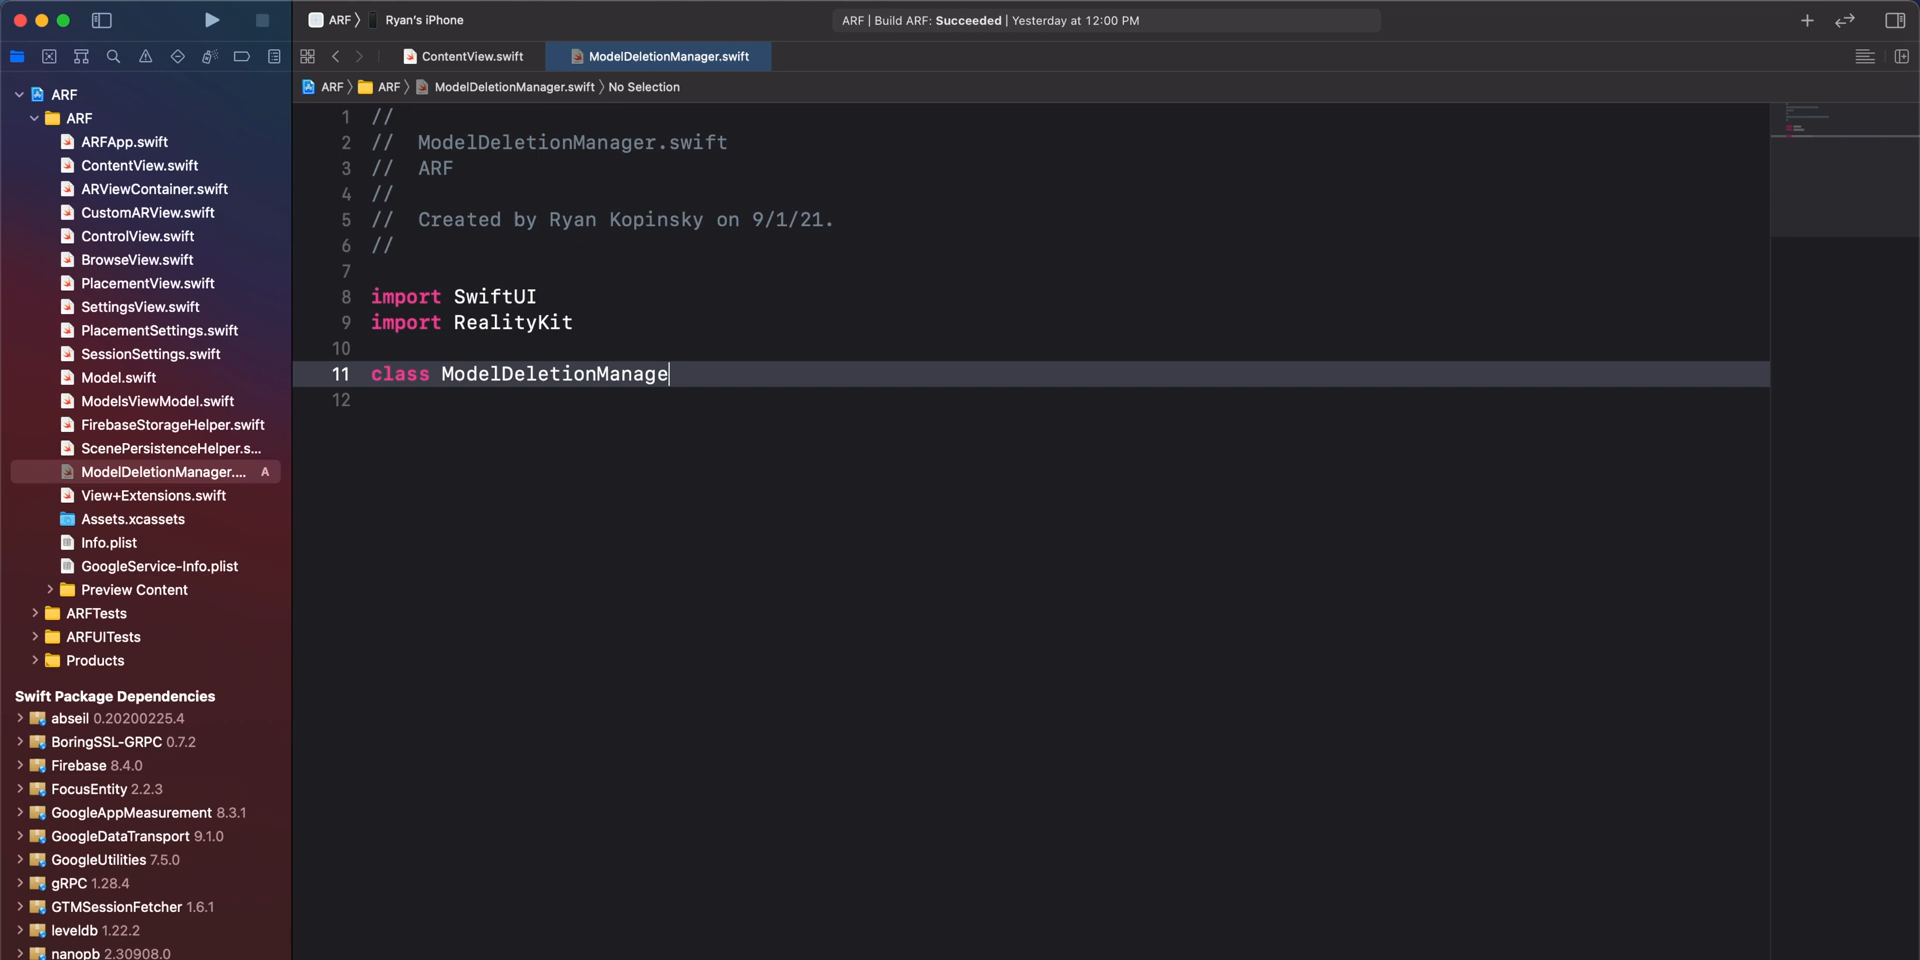 ARF
Ryan's iPhone
ARF | Build ARF: Succeeded | Yesterday at 12:00 PM
ContentView.swift
ModelDeletionManager.swift
ARF
ARF
ModelDeletionManager.swift
No Selection
ARF
ARF
ARFApp.swift
ContentView.swift
ARViewContainer.swift
CustomARView.swift
ControlView.swift
BrowseView.swift
PlacementView.swift
SettingsView.swift
PlacementSettings.swift
SessionSettings.swift
Model.swift
ModelsViewModel.swift
FirebaseStorageHelper.swift
ScenePersistenceHelper.s...
ModelDeletionManager.... A
View+Extensions.swift
Assets.xcassets
Info.plist
GoogleService-Info.plist
Preview Content
ARFTests
ARFUITests
Products
Swift Package Dependencies
abseil 0.20200225.4
BoringSSL-GRPC 0.7.2
Firebase 8.4.0
FocusEntity 2.2.3
GoogleAppMeasurement 8.3.1
GoogleDataTransport 9.1.0
GoogleUtilities 7.5.0
gRPC 1.28.4
GTMSessionFetcher 1.6.1
leveldb 1.22.2
nanopb 2.30908.0
1 //
2 // ModelDeletionManager.swift
3 // ARF
4 //
5 // Created by Ryan Kopinsky on 9/1/21.
6 //
7
8 import SwiftUI
9 import RealityKit
10
11 class ModelDeletionManage
12